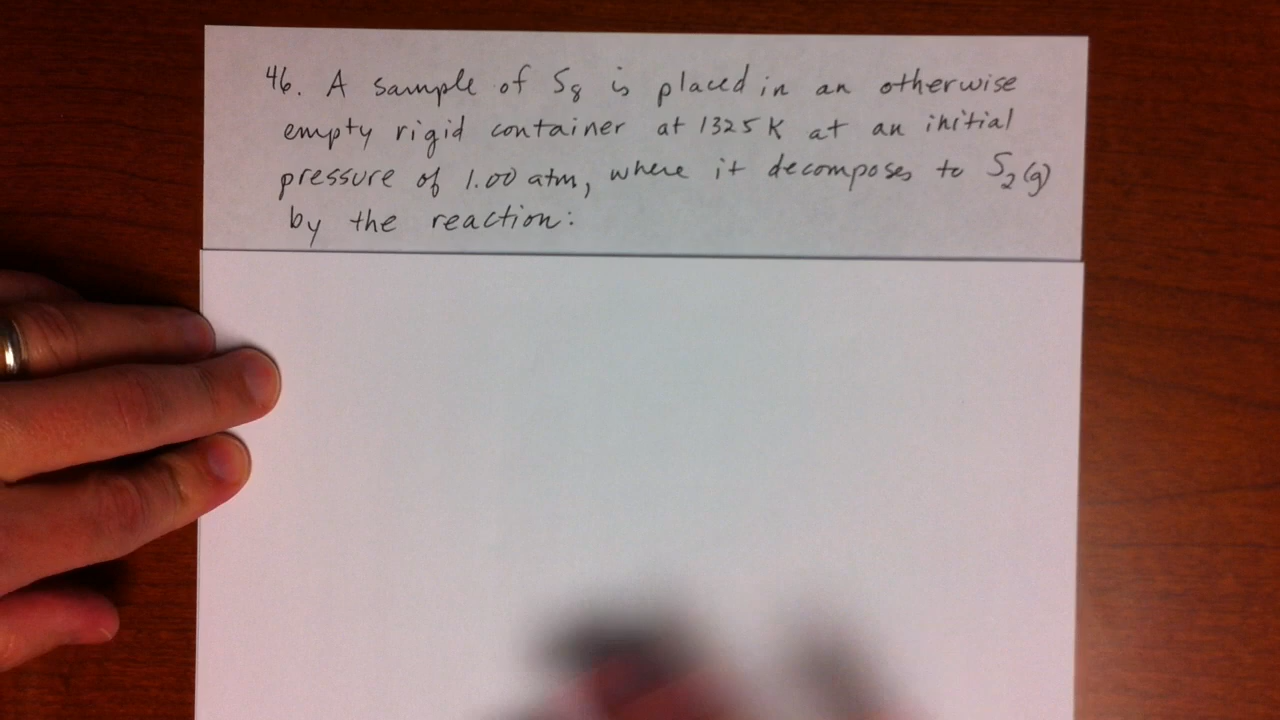 46. A sample of S₈ is placed in an otherwise
empty rigid container at 1325 K at an initial
pressure of 1.00 atm, where it decomposes to S₂(g)
by the reaction: